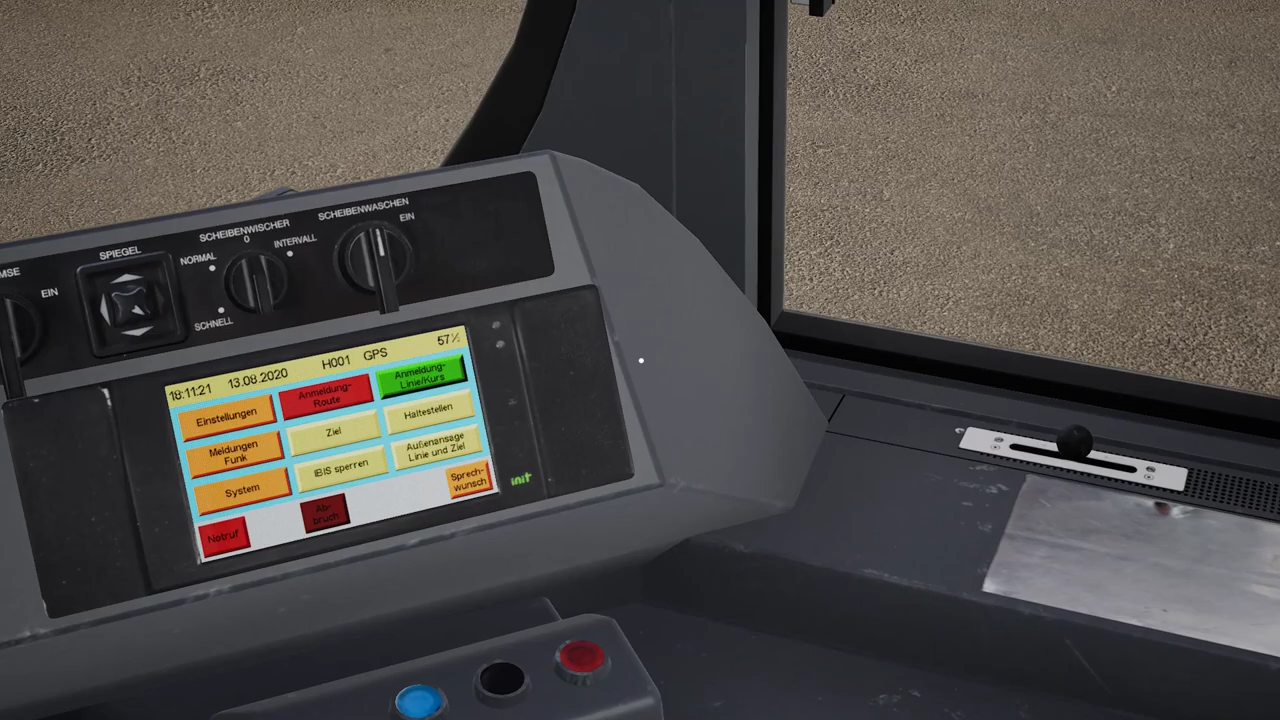 MSE
EIN
SPIEGEL
SCHEIBENWISCHER
0
NORMAL
INTERVALL
SCHNELL
SCHEIBENWASCHEN
EIN
18:11:21 13.08.2020 H001 GPS 57½
Einstellungen
Anmeldung-
Route
Anmeldung-
Linie/Kurs
Meldungen
Funk
Ziel
Haltestellen
System
IBIS sperren
Außenansage
Linie und Ziel
Notruf
Ab-
bruch
Sprech-
wunsch
init